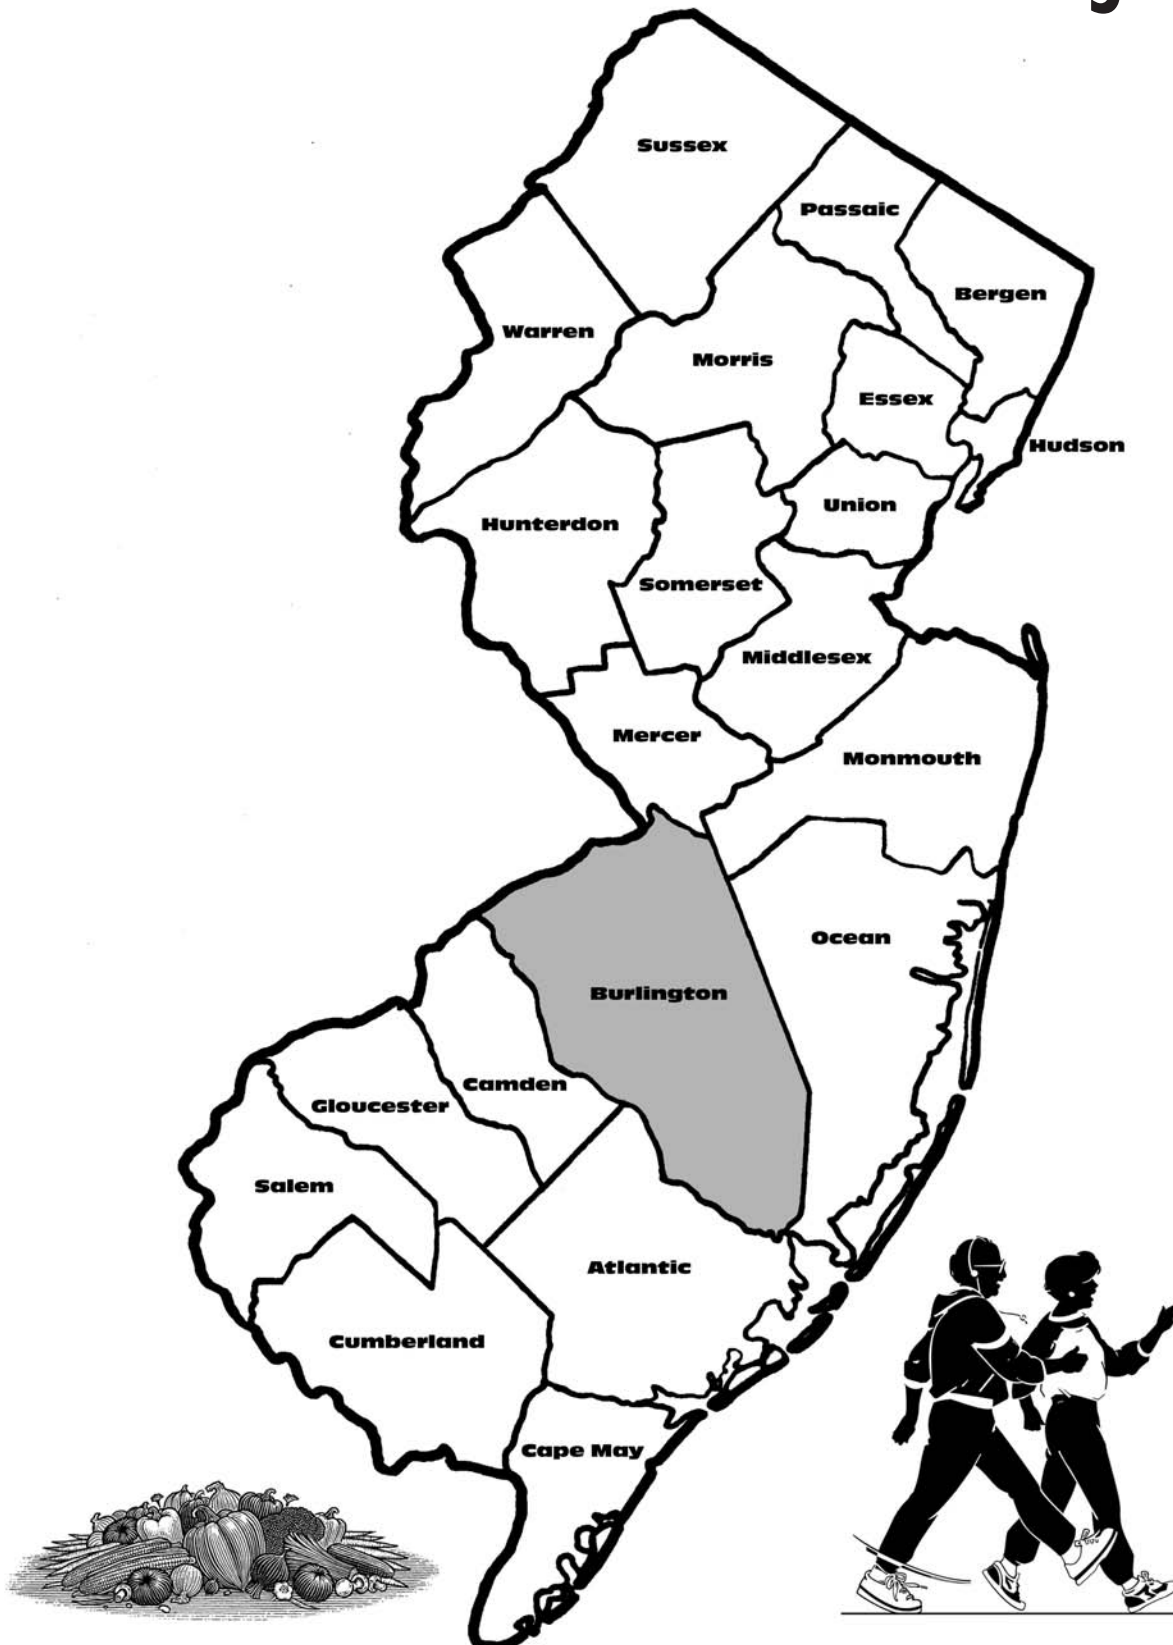 Sussex
Passaic
Bergen
Warren
Morris
Essex
Hudson
Union
Hunterdon
Somerset
Middlesex
Mercer
Monmouth
Ocean
Burlington
Camden
Gloucester
Salem
Atlantic
Cumberland
Cape May